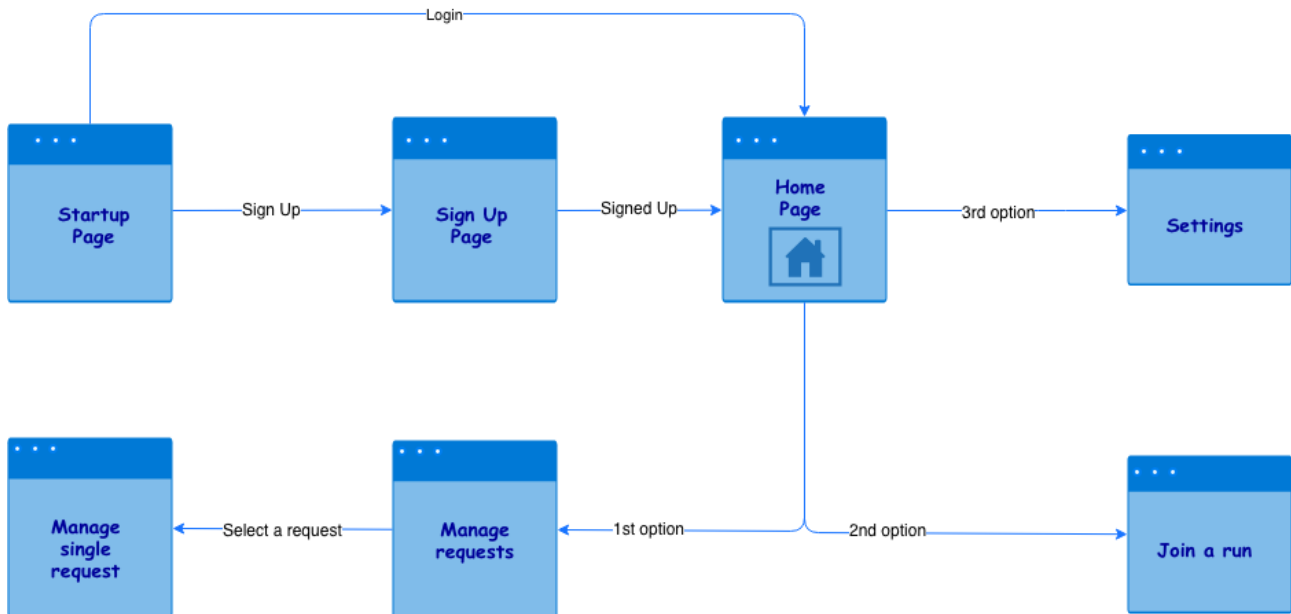 Login
Startup
Page
Sign Up
Sign Up
Page
Signed Up
Home
Page
3rd option
Settings
Manage
single
request
Select a request
Manage
requests
1st option
2nd option
Join a run